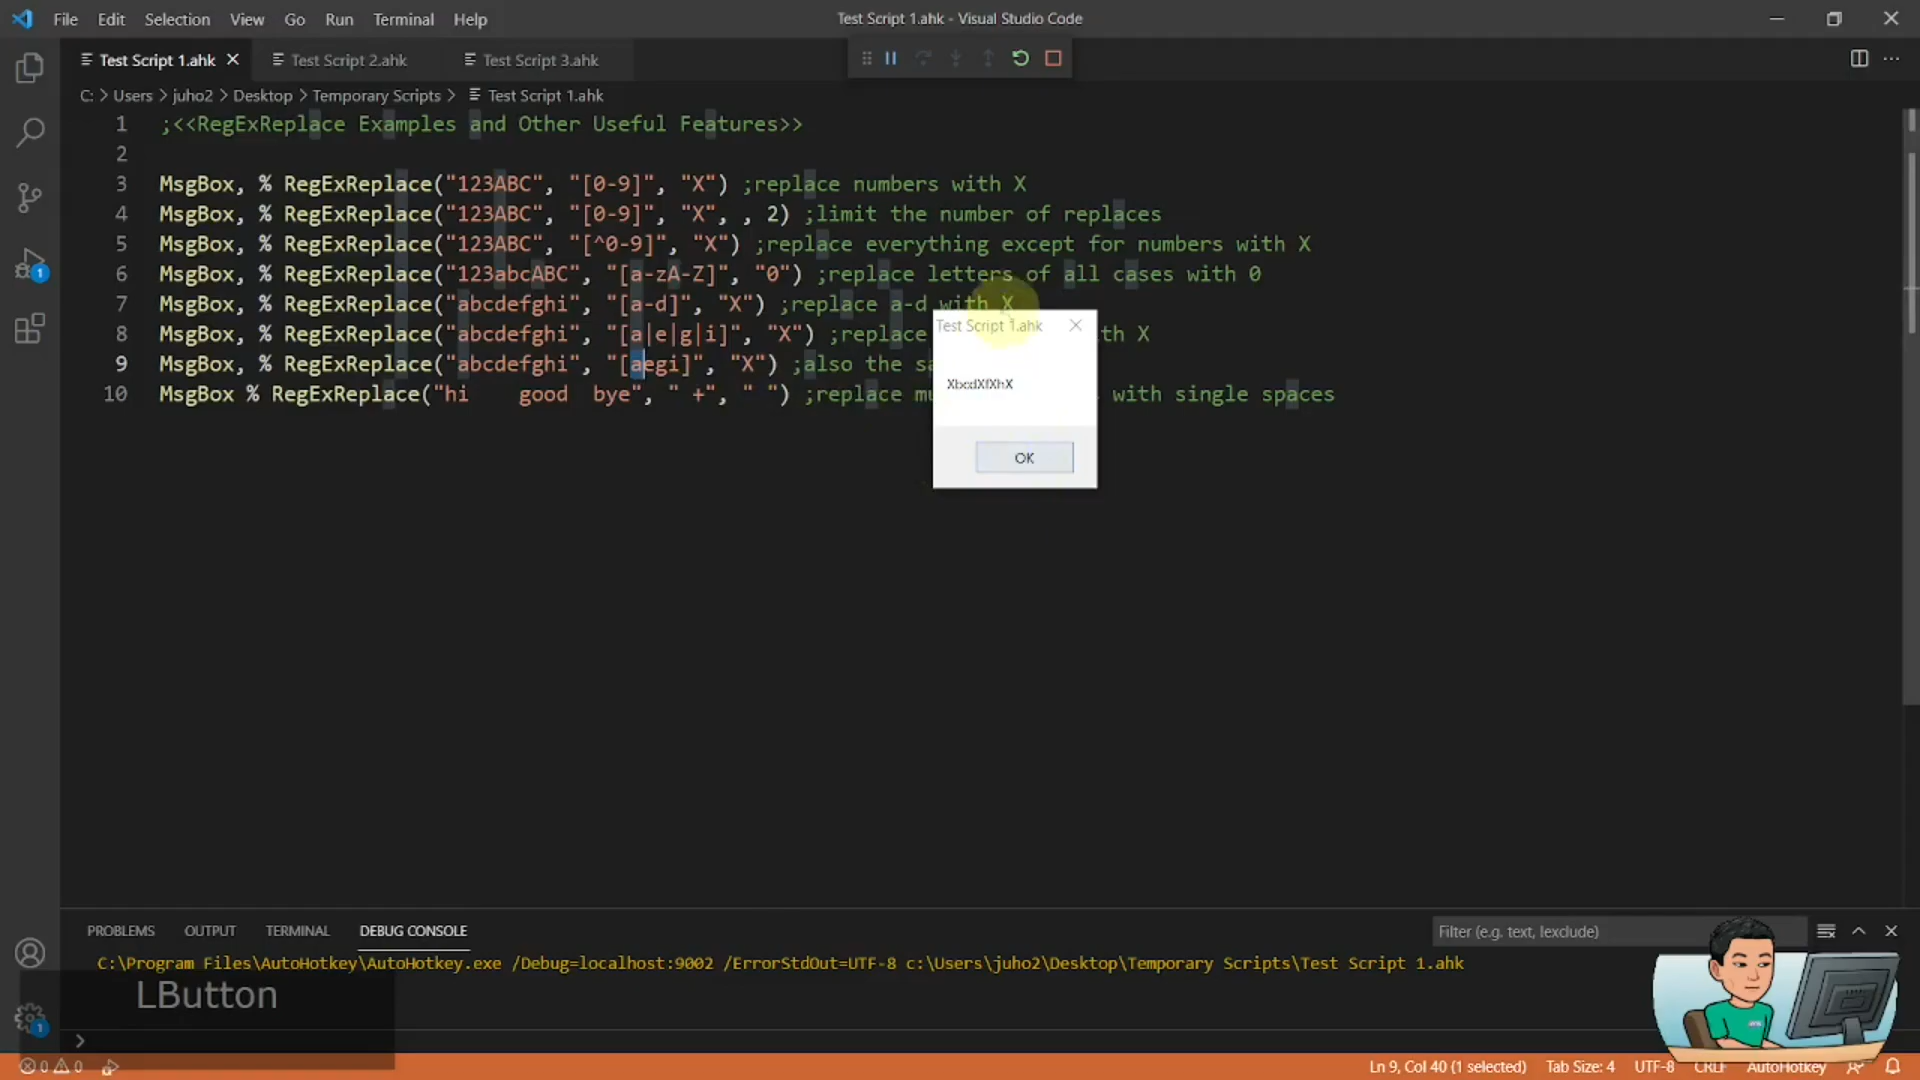 File Edit Selection View Go Run Terminal Help
Test Script 1.ahk - Visual Studio Code
Test Script 1.ahk
Test Script 2.ahk
Test Script 3.ahk
C: > Users > juho2 > Desktop > Temporary Scripts > Test Script 1.ahk
1 ;<<RegExReplace Examples and Other Useful Features>>
2
3 MsgBox, % RegExReplace("123ABC", "[0-9]", "X") ;replace numbers with X
4 MsgBox, % RegExReplace("123ABC", "[0-9]", "X", , 2) ;limit the number of replaces
5 MsgBox, % RegExReplace("123ABC", "[^0-9]", "X") ;replace everything except for numbers with X
6 MsgBox, % RegExReplace("123abcABC", "[a-zA-Z]", "0") ;replace letters of all cases with 0
7 MsgBox, % RegExReplace("abcdefghi", "[a-d]", "X") ;replace a-d with X
8 MsgBox, % RegExReplace("abcdefghi", "[a|e|g|i]", "X") ;replace th X
9 MsgBox, % RegExReplace("abcdefghi", "[aegi]", "X") ;also the sa
10 MsgBox % RegExReplace("hi    good  bye", " +", " ") ;replace mu with single spaces
Test Script 1.ahk
XbcdXfXhX
OK
PROBLEMS OUTPUT TERMINAL DEBUG CONSOLE
Filter (e.g. text, !exclude)
C:\Program Files\AutoHotkey\AutoHotkey.exe /Debug=localhost:9002 /ErrorStdOut=UTF-8 c:\Users\juho2\Desktop\Temporary Scripts\Test Script 1.ahk
LButton
1
1
0 0
Ln 9, Col 40 (1 selected) Tab Size: 4 UTF-8 CRLF AutoHotkey